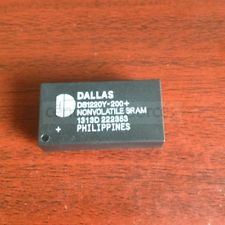 DALLAS
DS1220Y-200+
NONVOLATILE SRAM
1313D 222353
+ PHILIPPINES